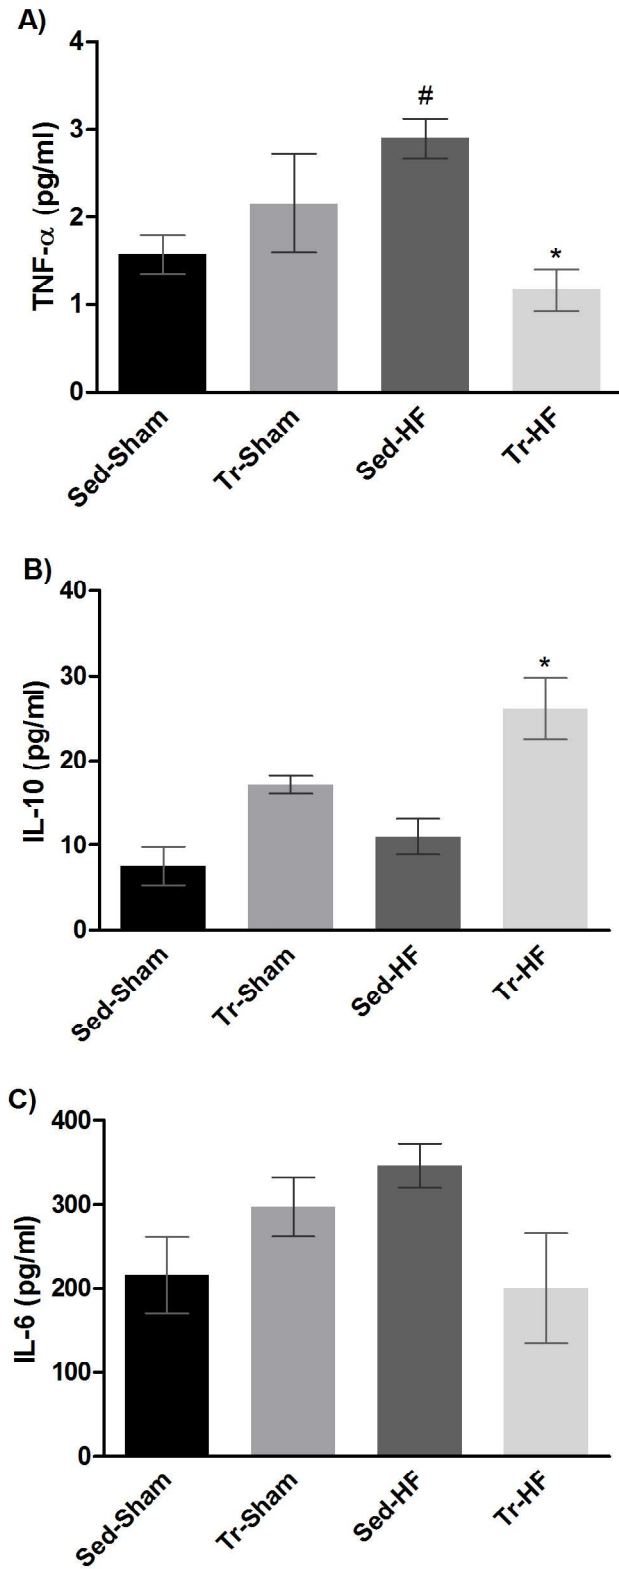 A)
TNF-α (pg/ml)
4
3
2
1
0
#
*
Sed-Sham
Tr-Sham
Sed-HF
Tr-HF
B)
IL-10 (pg/ml)
40
30
20
10
0
*
Sed-Sham
Tr-Sham
Sed-HF
Tr-HF
C)
IL-6 (pg/ml)
400
300
200
100
0
Sed-Sham
Tr-Sham
Sed-HF
Tr-HF